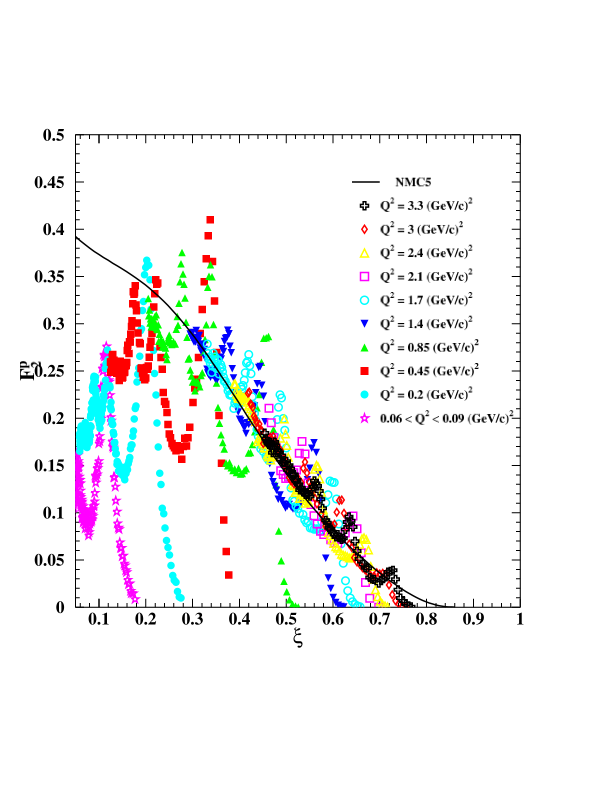 0.5
0.45
0.4
0.35
0.3
0.25
0.2
0.15
0.1
0.05
0
F₂ᵖ
NMC5
Q² = 3.3 (GeV/c)²
Q² = 3 (GeV/c)²
Q² = 2.4 (GeV/c)²
Q² = 2.1 (GeV/c)²
Q² = 1.7 (GeV/c)²
Q² = 1.4 (GeV/c)²
Q² = 0.85 (GeV/c)²
Q² = 0.45 (GeV/c)²
Q² = 0.2 (GeV/c)²
0.06 < Q² < 0.09 (GeV/c)²
0.1 0.2 0.3 0.4 0.5 0.6 0.7 0.8 0.9 1
ξ